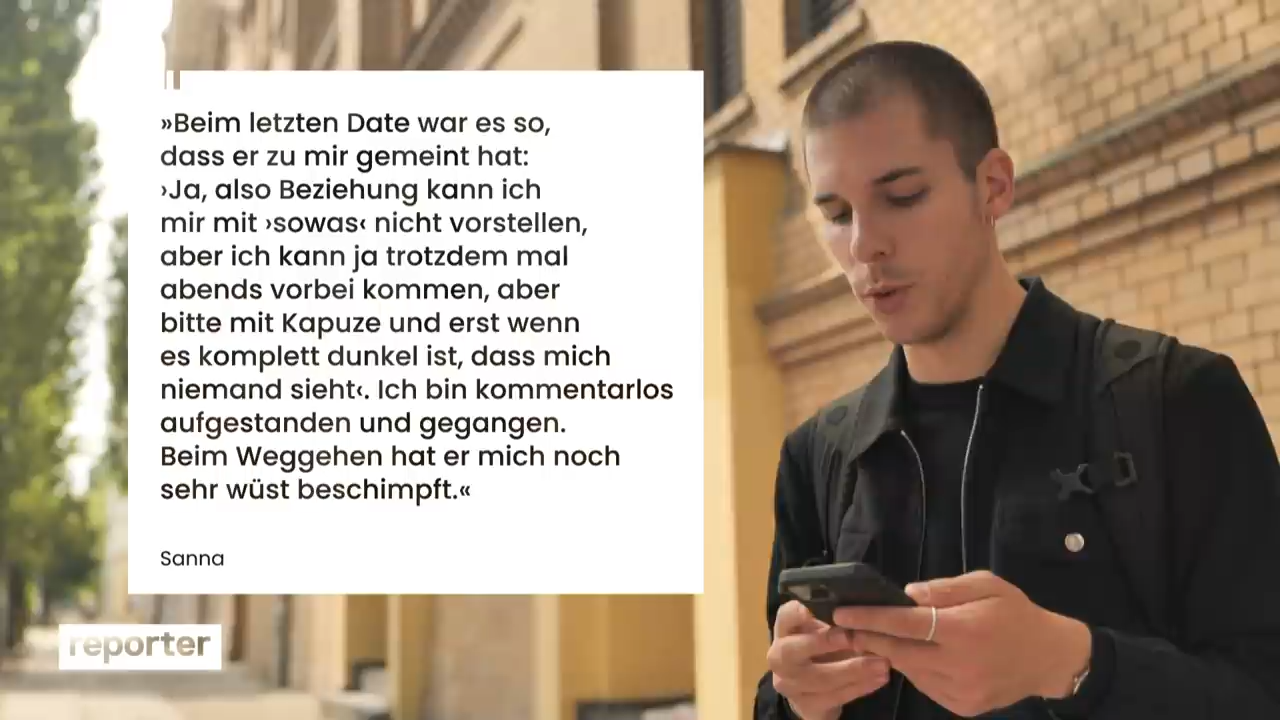 »Beim letzten Date war es so,
dass er zu mir gemeint hat:
›Ja, also Beziehung kann ich
mir mit ›sowas‹ nicht vorstellen,
aber ich kann ja trotzdem mal
abends vorbei kommen, aber
bitte mit Kapuze und erst wenn
es komplett dunkel ist, dass mich
niemand sieht‹. Ich bin kommentarlos
aufgestanden und gegangen.
Beim Weggehen hat er mich noch
sehr wüst beschimpft.«
Sanna
reporter